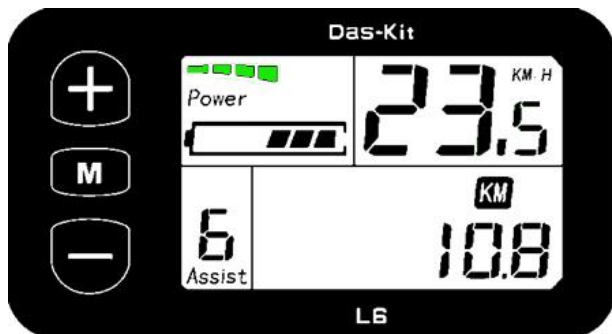 Das-Kit
+
KM/H
Power
23.5
M
KM
6
10.8
Assist
−
L6